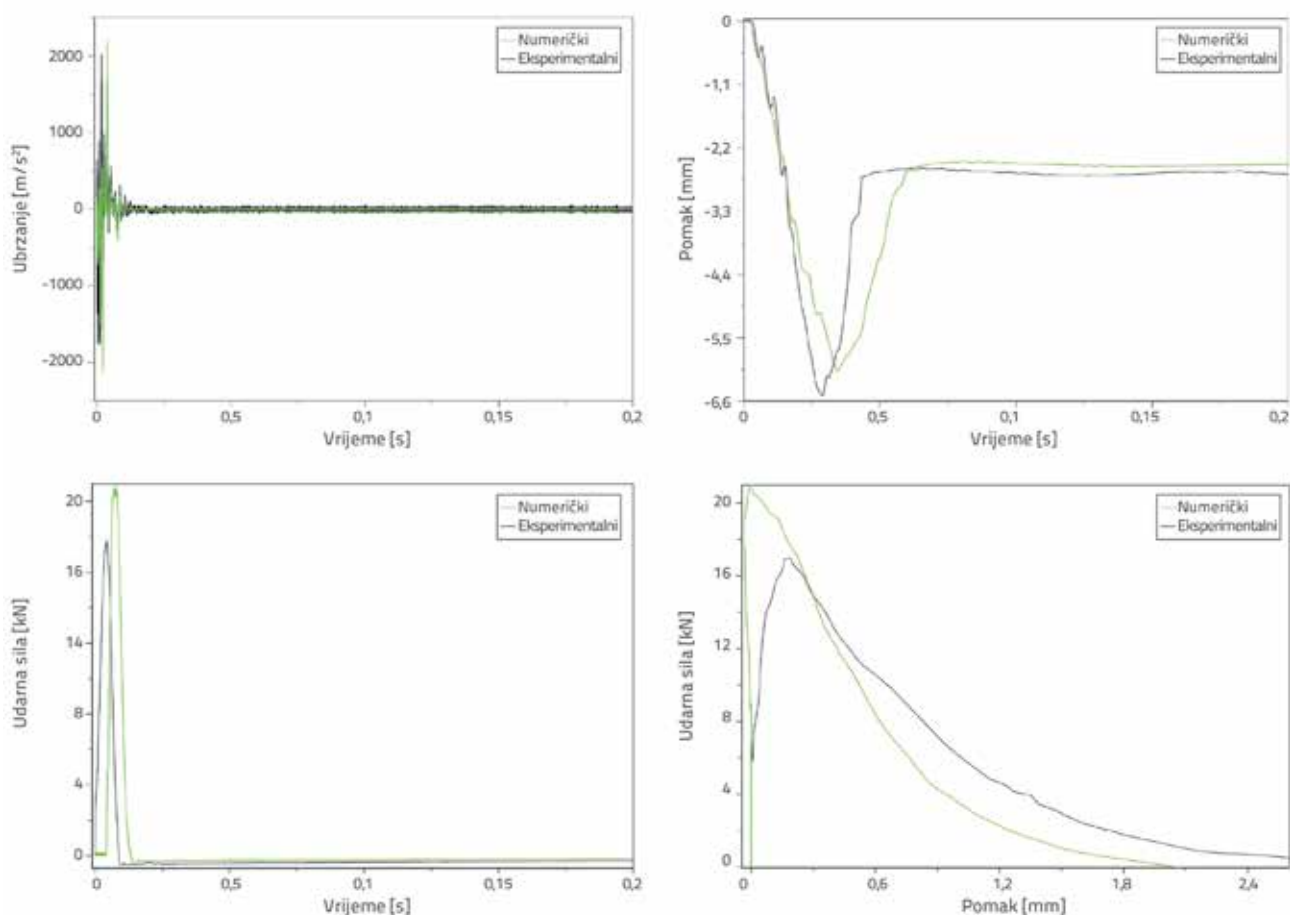 2000
1000
0
-1000
-2000
Ubrzanje [m/s²]
Numerički
Eksperimentalni
0
0,5
0,1
0,15
0,2
Vrijeme [s]
0
-1,1
-2,2
-3,3
-4,4
-5,5
-6,6
Pomak [mm]
Numerički
Eksperimentalni
0
0,5
0,1
0,15
0,2
Vrijeme [s]
20
16
14
8
4
0
Udarna sila [kN]
Numerički
Eksperimentalni
0
0,5
0,1
0,15
0,2
Vrijeme [s]
20
16
12
8
4
0
Udarna sila [kN]
Numerički
Eksperimentalni
0
0,6
1,2
1,8
2,4
Pomak [mm]